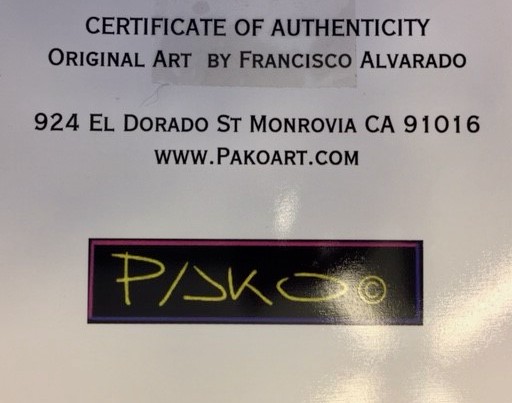 CERTIFICATE OF AUTHENTICITY
ORIGINAL ART BY FRANCISCO ALVARADO
924 EL DORADO ST MONROVIA CA 91016
WWW.PAKOART.COM
PAKO©